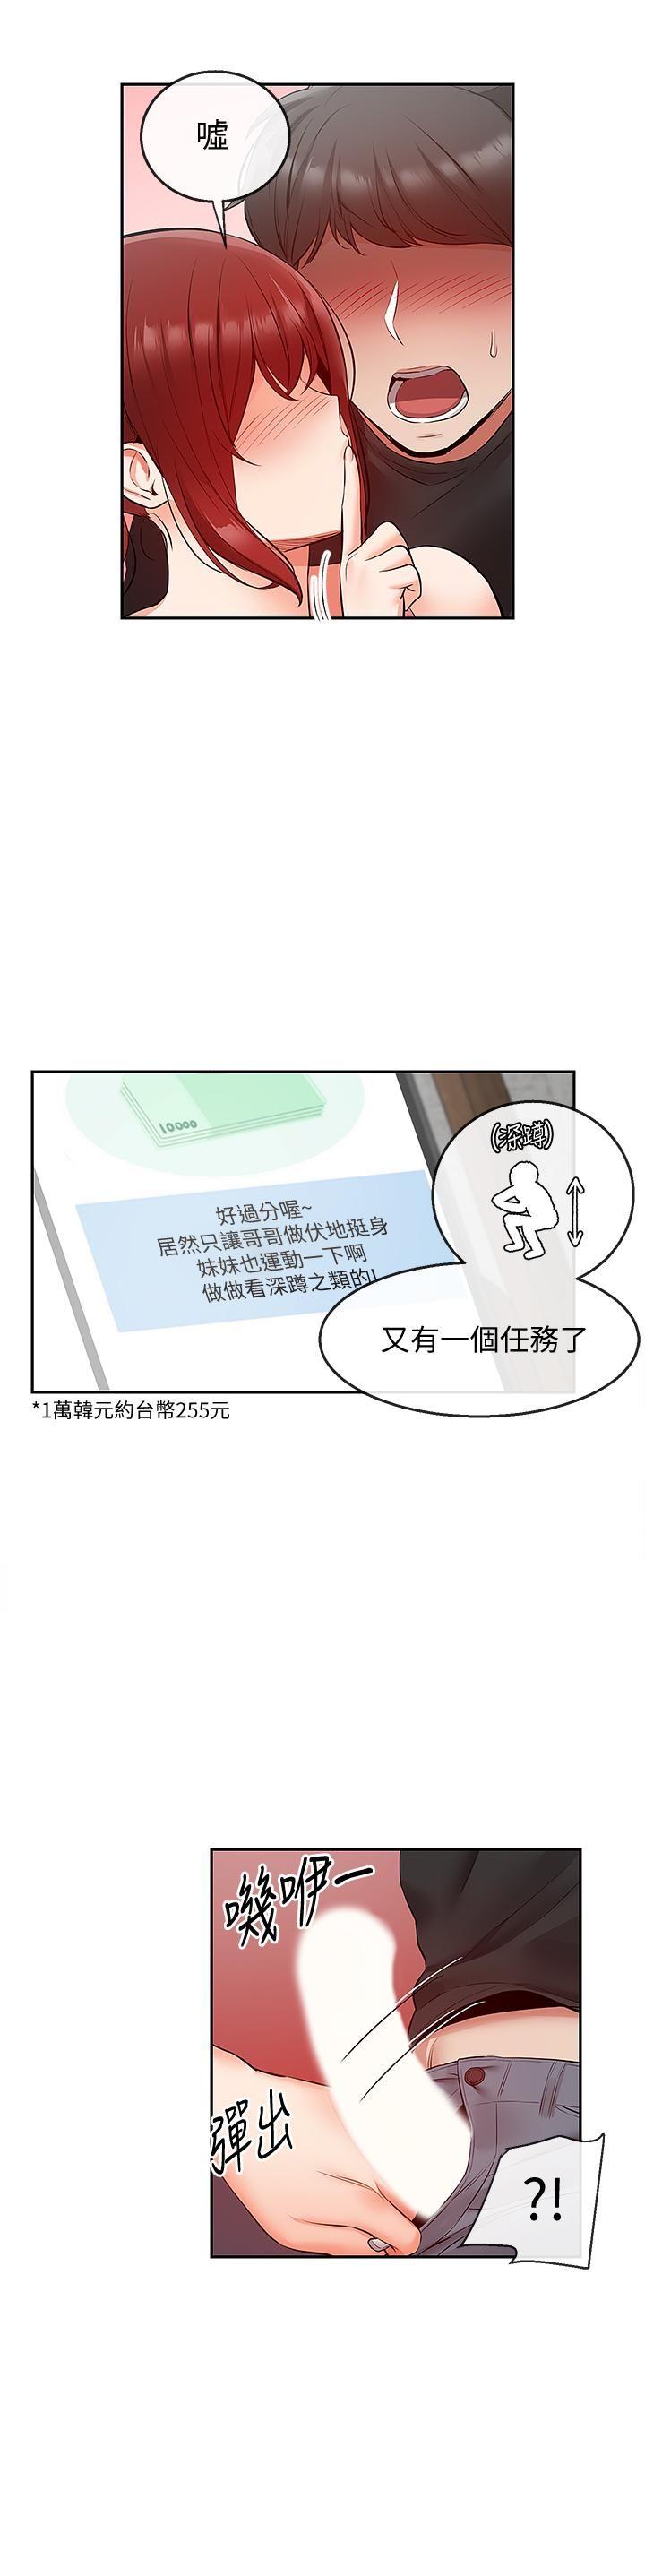 噓
10000
(深蹲)
好過分喔~
居然只讓哥哥做伏地挺身
妹妹也運動一下啊
做做看深蹲之類的!
又有一個任務了
*1萬韓元約台幣255元
嘰咿一
彈出
?!